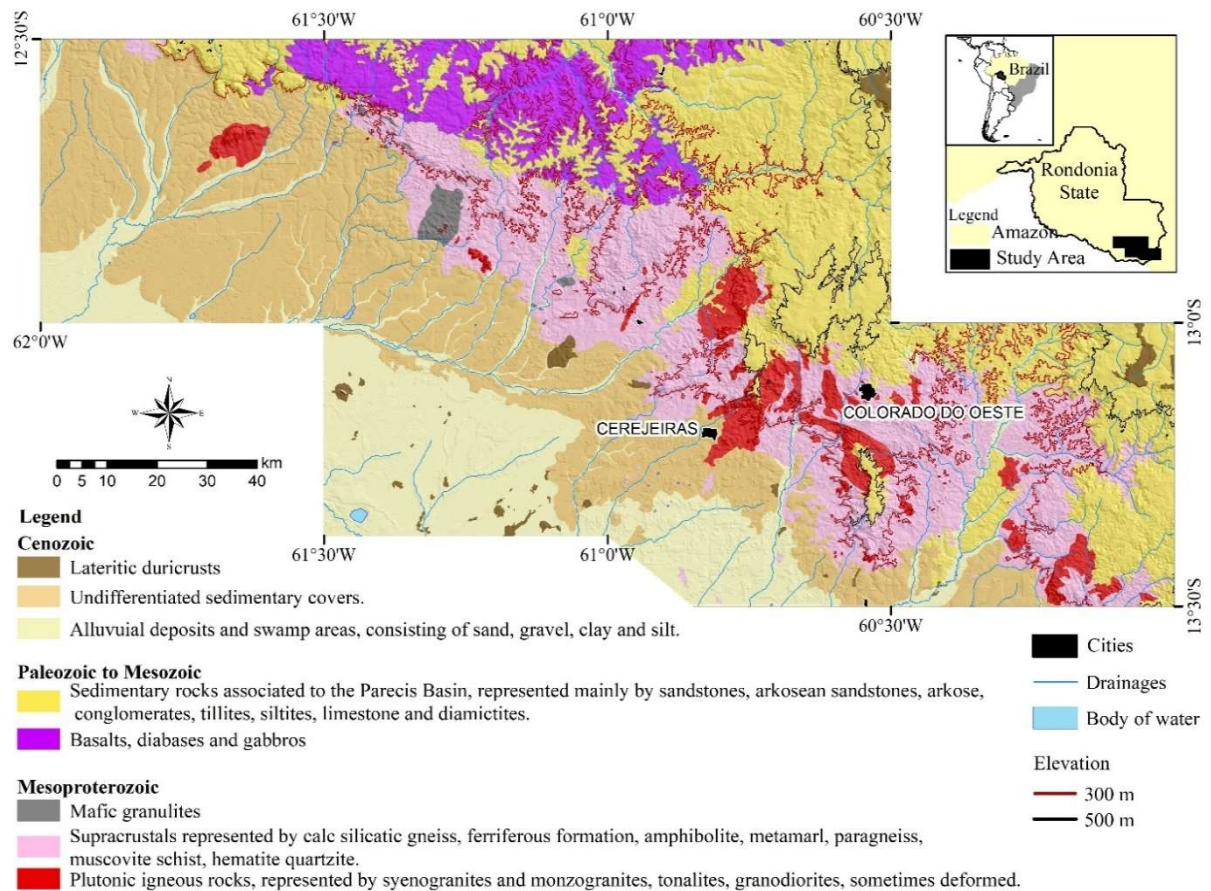 61°30'W
61°0'W
60°30'W
12°30'S
Brazil
Rondonia
State
Legend
Amazon
Study Area
62°0'W
13°0'S
N
W
E
S
CEREJEIRAS
COLORADO DO OESTE
0 5 10 20 30 40 km
61°30'W
61°0'W
60°30'W
13°30'S
Legend
Cenozoic
Lateritic duricrusts
Undifferentiated sedimentary covers.
Alluvuial deposits and swamp areas, consisting of sand, gravel, clay and silt.
Paleozoic to Mesozoic
Sedimentary rocks associated to the Parecis Basin, represented mainly by sandstones, arkosean sandstones, arkose,
conglomerates, tillites, siltites, limestone and diamictites.
Basalts, diabases and gabbros
Mesoproterozoic
Mafic granulites
Supracrustals represented by calc silicatic gneiss, ferriferous formation, amphibolite, metamarl, paragneiss,
muscovite schist, hematite quartzite.
Plutonic igneous rocks, represented by syenogranites and monzogranites, tonalites, granodiorites, sometimes deformed.
Cities
Drainages
Body of water
Elevation
300 m
500 m